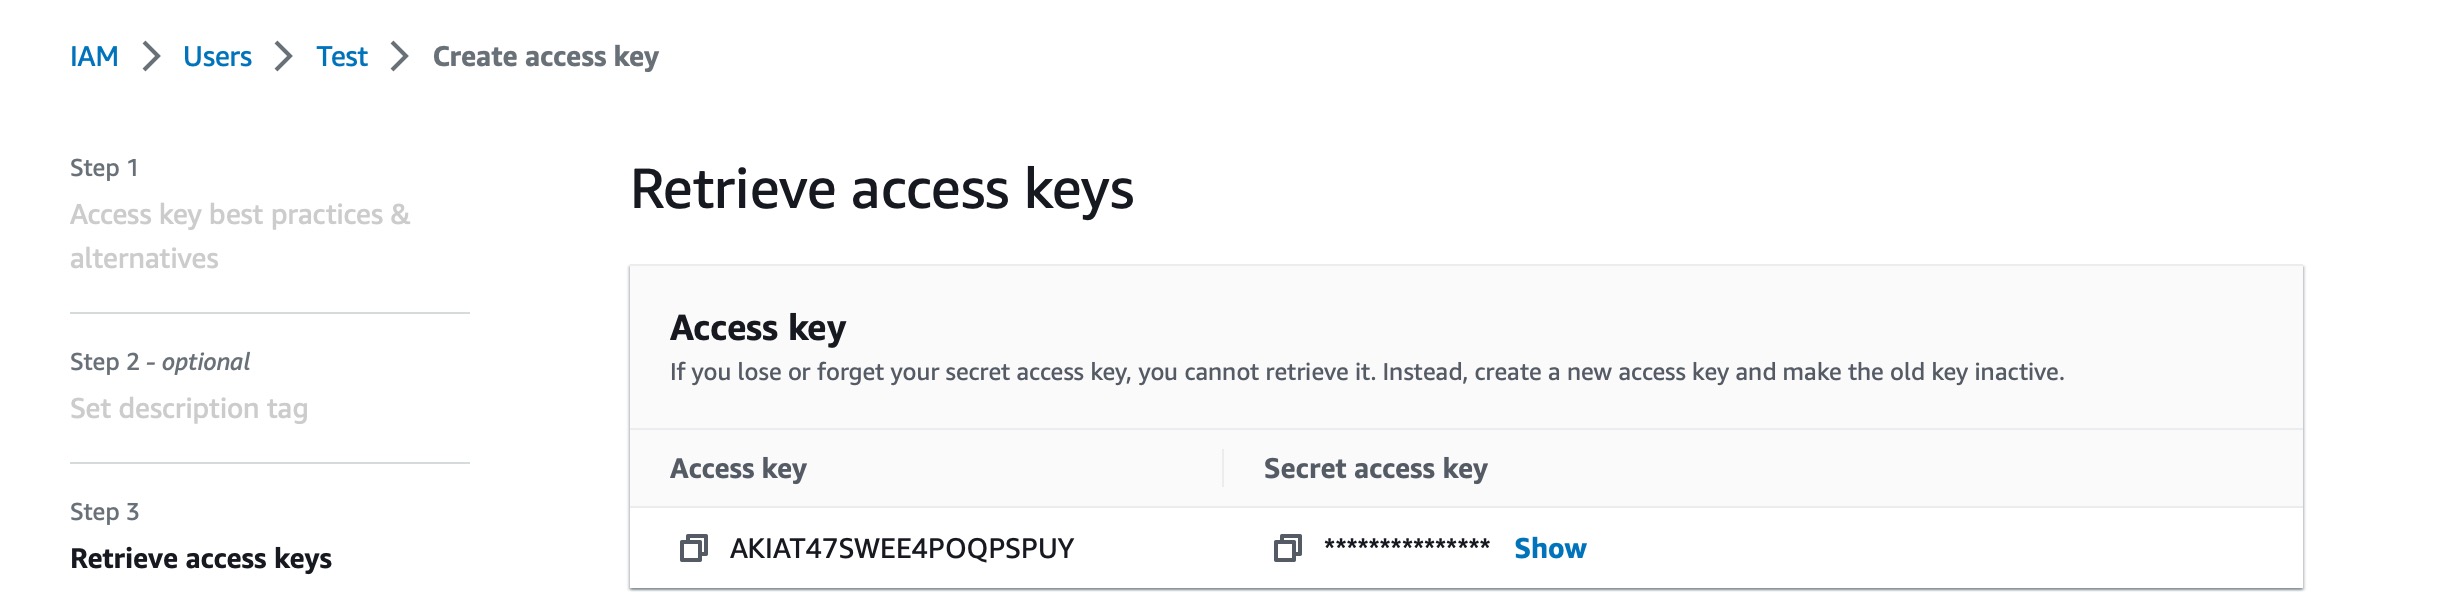 IAM > Users > Test > Create access key
Step 1
Access key best practices &
alternatives
Step 2 - optional
Set description tag
Step 3
Retrieve access keys
Retrieve access keys
Access key
If you lose or forget your secret access key, you cannot retrieve it. Instead, create a new access key and make the old key inactive.
Access key Secret access key
AKIAT47SWEE4POQPSPUY *************** Show